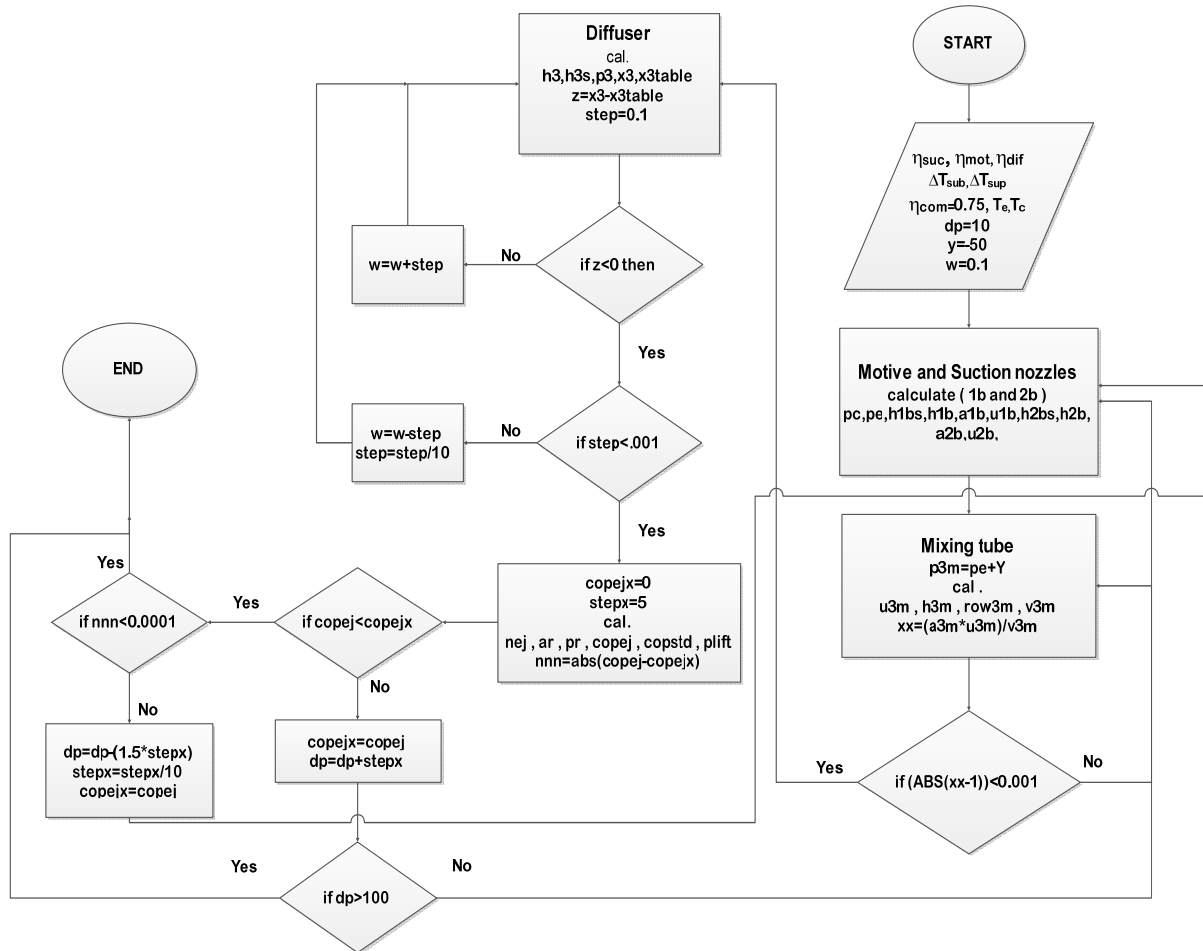 START
ηsuc, ηmot, ηdif
ΔTsub,ΔTsup
ηcom=0.75, Te,Tc
dp=10
y=-50
w=0.1
Motive and Suction nozzles
calculate ( 1b and 2b )
pc,pe,h1bs,h1b,a1b,u1b,h2bs,h2b,
a2b,u2b,
Mixing tube
p3m=pe+Y
cal .
u3m , h3m , row3m , v3m
xx=(a3m*u3m)/v3m
if (ABS(xx-1))<0.001
Yes
No
Diffuser
cal.
h3,h3s,p3,x3,x3table
z=x3-x3table
step=0.1
if z<0 then
No
w=w+step
Yes
if step<.001
No
w=w-step
step=step/10
Yes
copejx=0
stepx=5
cal.
nej , ar , pr , copej , copstd , plift
nnn=abs(copej-copejx)
if copej<copejx
Yes
No
if nnn<0.0001
Yes
No
END
dp=dp-(1.5*stepx)
stepx=stepx/10
copejx=copej
copejx=copej
dp=dp+stepx
if dp>100
Yes
No